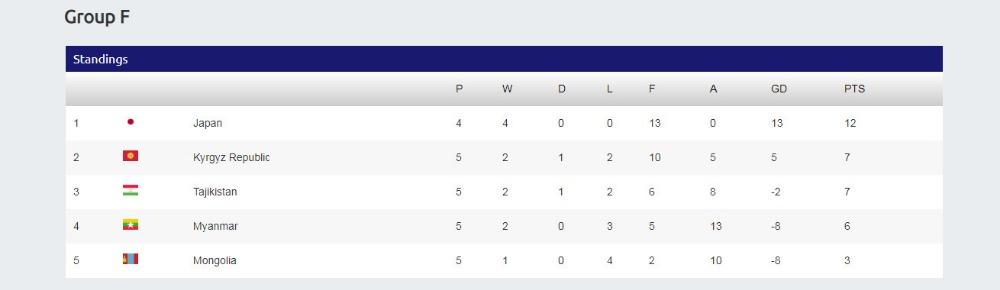 Group F
Standings
P W D L F A GD PTS
1 Japan 4 4 0 0 13 0 13 12
2 Kyrgyz Republic 5 2 1 2 10 5 5 7
3 Tajikistan 5 2 1 2 6 8 -2 7
4 Myanmar 5 2 0 3 5 13 -8 6
5 Mongolia 5 1 0 4 2 10 -8 3